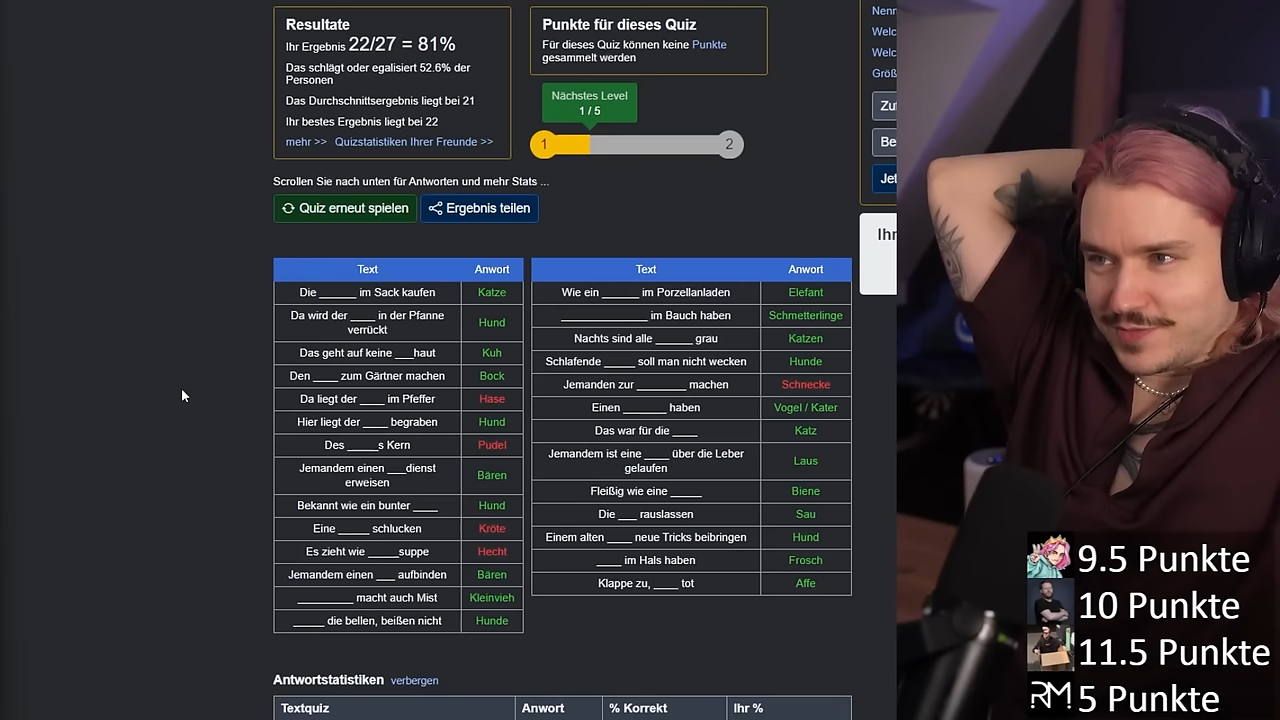 Resultate
Ihr Ergebnis 22/27 = 81%
Das schlägt oder egalisiert 52.6% der
Personen
Das Durchschnittsergebnis liegt bei 21
Ihr bestes Ergebnis liegt bei 22
mehr >> Quizstatistiken Ihrer Freunde >>
Punkte für dieses Quiz
Für dieses Quiz können keine Punkte
gesammelt werden
Nächstes Level
1 / 5
1 2
Scrollen Sie nach unten für Antworten und mehr Stats ...
Quiz erneut spielen Ergebnis teilen
Text Anwort
Die ______ im Sack kaufen Katze
Da wird der ____ in der Pfanne
verrückt Hund
Das geht auf keine ___haut Kuh
Den ____ zum Gärtner machen Bock
Da liegt der ____ im Pfeffer Hase
Hier liegt der ____ begraben Hund
Des _____s Kern Pudel
Jemandem einen ___dienst
erweisen Bären
Bekannt wie ein bunter ____ Hund
Eine _____ schlucken Kröte
Es zieht wie _____suppe Hecht
Jemandem einen ___ aufbinden Bären
_________ macht auch Mist Kleinvieh
_____ die bellen, beißen nicht Hunde
Text Anwort
Wie ein ______ im Porzellanladen Elefant
______________ im Bauch haben Schmetterlinge
Nachts sind alle ______ grau Katzen
Schlafende _____ soll man nicht wecken Hunde
Jemanden zur ________ machen Schnecke
Einen _______ haben Vogel / Kater
Das war für die ____ Katz
Jemandem ist eine ____ über die Leber
gelaufen Laus
Fleißig wie eine _____ Biene
Die ___ rauslassen Sau
Einem alten ____ neue Tricks beibringen Hund
____ im Hals haben Frosch
Klappe zu, ____ tot Affe
Antwortstatistiken verbergen
Textquiz Anwort % Korrekt Ihr %
Nenn
Welc
Welc
Größ
Zuf
Be
Jet
Ihr
9.5 Punkte
10 Punkte
11.5 Punkte
RM 5 Punkte